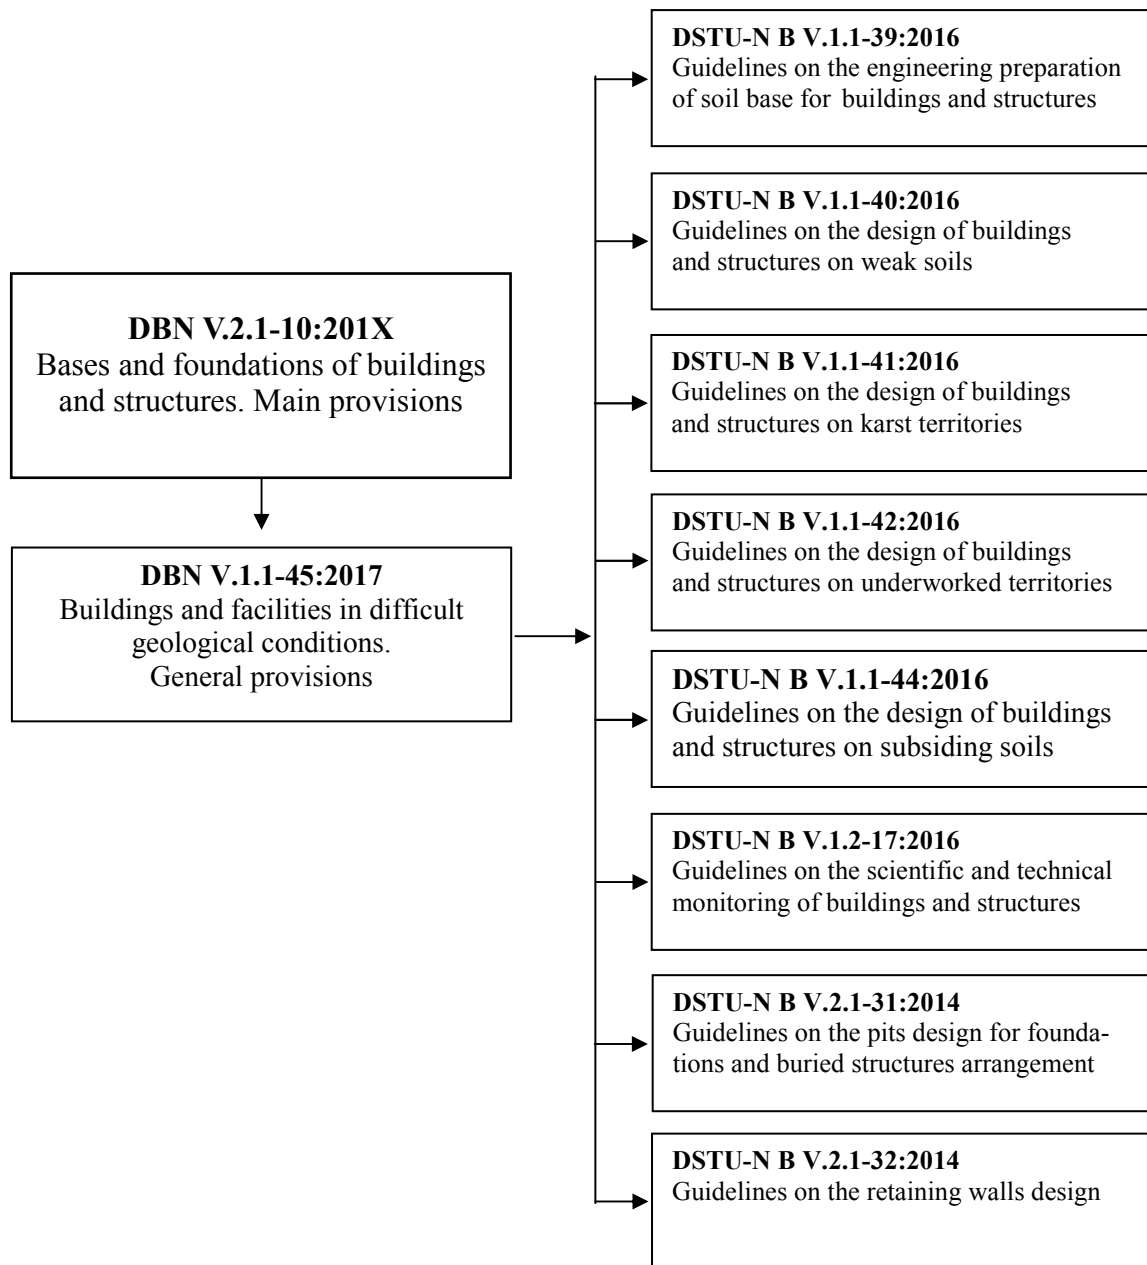 DBN V.2.1-10:201X
Bases and foundations of buildings
and structures. Main provisions
DBN V.1.1-45:2017
Buildings and facilities in difficult
geological conditions.
General provisions
DSTU-N B V.1.1-39:2016
Guidelines on the engineering preparation
of soil base for buildings and structures
DSTU-N B V.1.1-40:2016
Guidelines on the design of buildings
and structures on weak soils
DSTU-N B V.1.1-41:2016
Guidelines on the design of buildings
and structures on karst territories
DSTU-N B V.1.1-42:2016
Guidelines on the design of buildings
and structures on underworked territories
DSTU-N B V.1.1-44:2016
Guidelines on the design of buildings
and structures on subsiding soils
DSTU-N B V.1.2-17:2016
Guidelines on the scientific and technical
monitoring of buildings and structures
DSTU-N B V.2.1-31:2014
Guidelines on the pits design for founda-
tions and buried structures arrangement
DSTU-N B V.2.1-32:2014
Guidelines on the retaining walls design